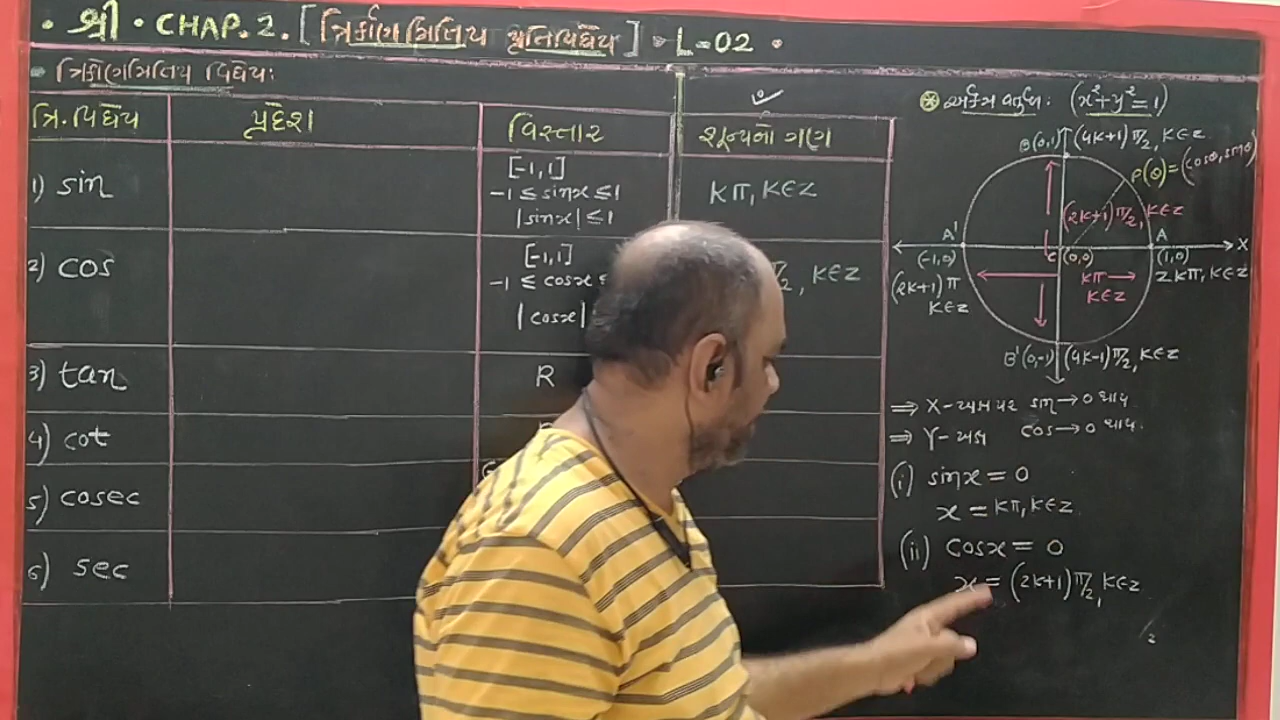 • શ્રી • CHAP. 2. [ત્રિકોણમિતિય પ્રતિવિધેય] • L-02 •
ત્રિકોણમિતિય વિધેય:
ત્રિ. વિધેય પ્રદેશ વિસ્તાર શૂન્યનો ગણ
1) sin [-1,1] kπ, k∈z
-1 ≤ sinx ≤ 1
|sinx| ≤ 1
2) cos [-1,1] π/2, k∈z
-1 ≤ cosx ≤
|cosx|
3) tan R
4) cot
5) cosec
6) sec
એકમ વર્તુળ: (x²+y²=1)
B(0,1) (4k+1)π/2, k∈z
P(θ)=(cosθ, sinθ)
(2k+1)π/2, k∈z
A' A X
(-1,0) C (0,0) (1,0)
(2k+1)π k∈z kπ k∈z 2kπ, k∈z
B'(0,-1) (4k-1)π/2, k∈z
⇒ X-અક્ષ પર sin→0 થાય
⇒ Y-અક્ષ cos→0 થાય
(i) sinx = 0
x = kπ, k∈z
(ii) cosx = 0
x = (2k+1)π/2, k∈z